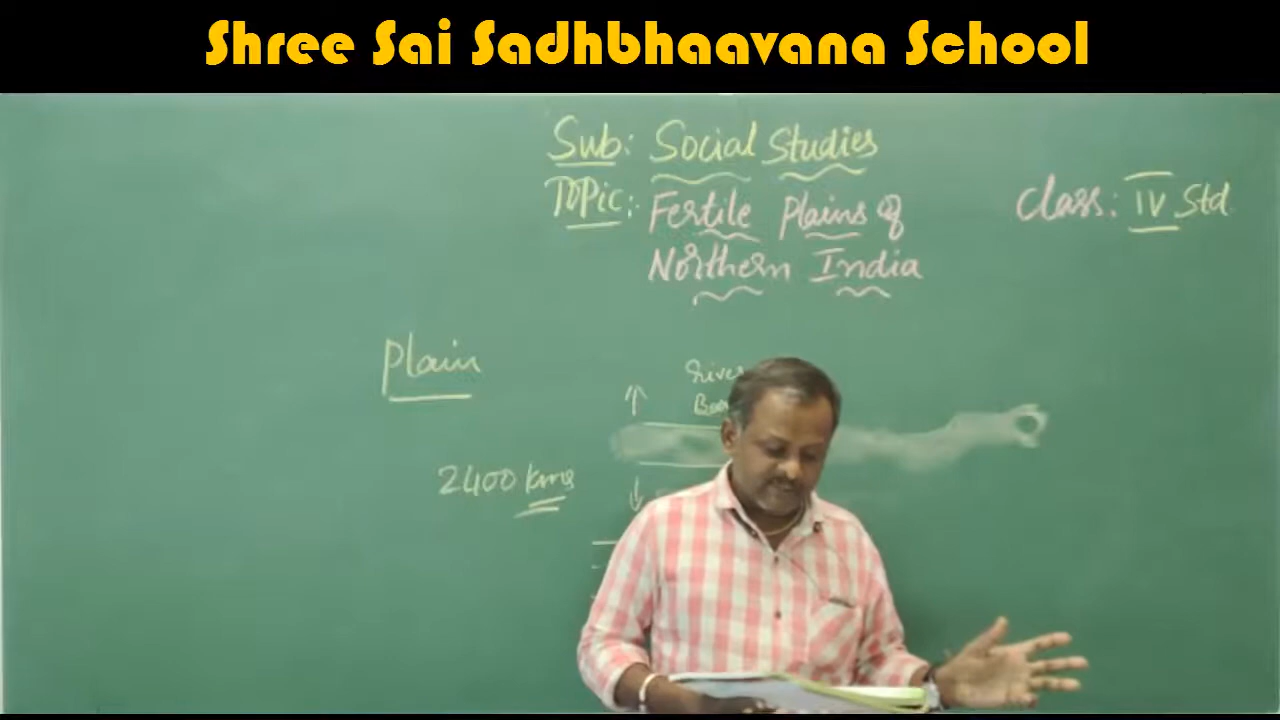 Shree Sai Sadhbhaavana School
Sub: Social Studies
Topic: Fertile Plains of
Northern India
Class: IV Std
Plain
2400 kms